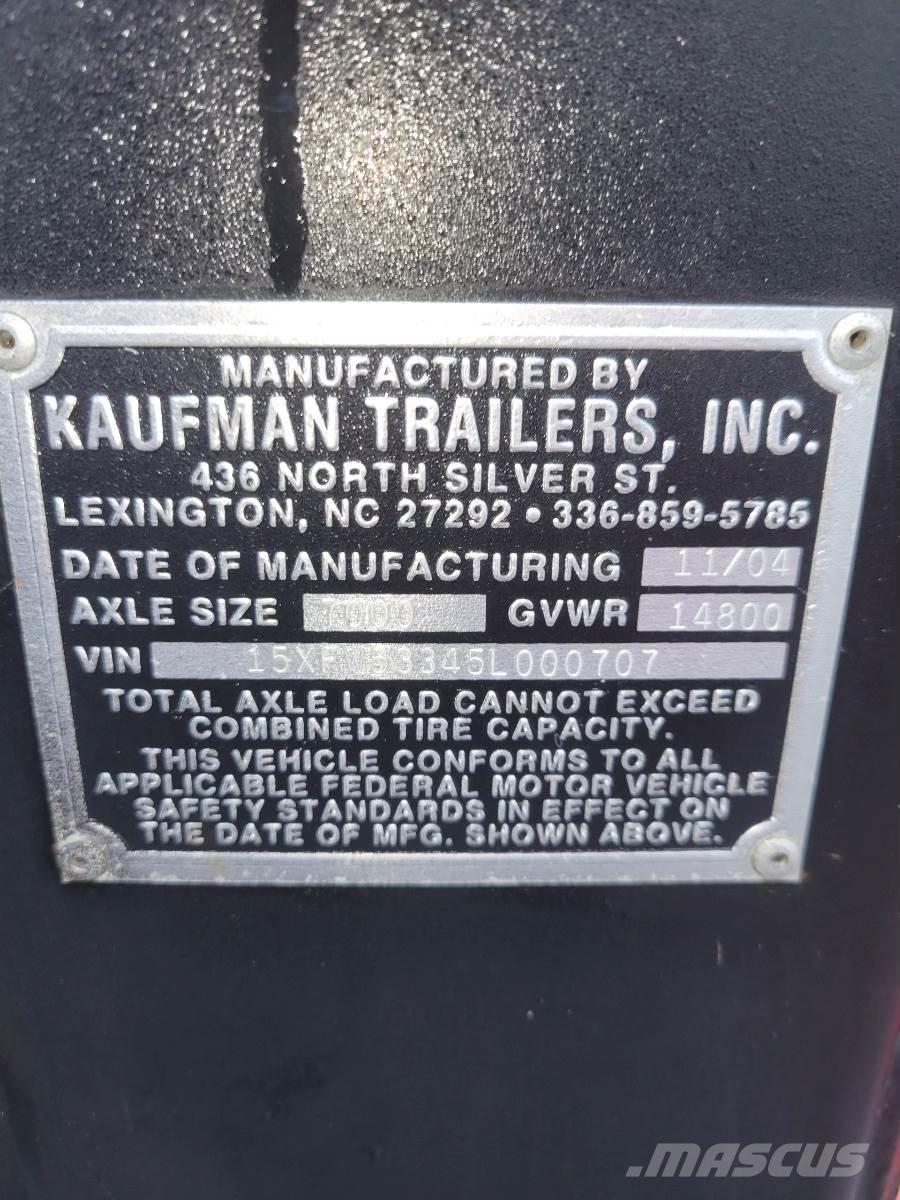 MANUFACTURED BY
KAUFMAN TRAILERS, INC.
436 NORTH SILVER ST.
LEXINGTON, NC 27292 • 336-859-5785
DATE OF MANUFACTURING 11/04
AXLE SIZE 7000 GVWR 14800
VIN
TOTAL AXLE LOAD CANNOT EXCEED
COMBINED TIRE CAPACITY.
THIS VEHICLE CONFORMS TO ALL
APPLICABLE FEDERAL MOTOR VEHICLE
SAFETY STANDARDS IN EFFECT ON
THE DATE OF MFG. SHOWN ABOVE.
MASCUS